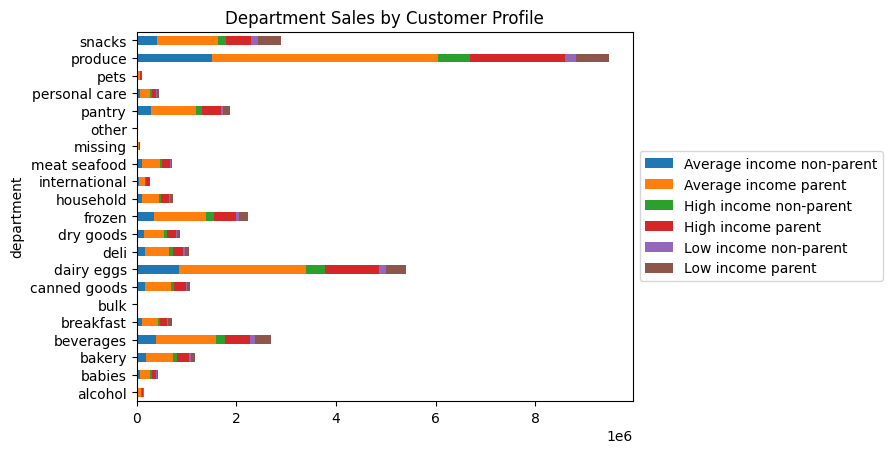 Department Sales by Customer Profile
department
snacks
produce
pets
personal care
pantry
other
missing
meat seafood
international
household
frozen
dry goods
deli
dairy eggs
canned goods
bulk
breakfast
beverages
bakery
babies
alcohol
0 2 4 6 8
1e6
Average income non-parent
Average income parent
High income non-parent
High income parent
Low income non-parent
Low income parent